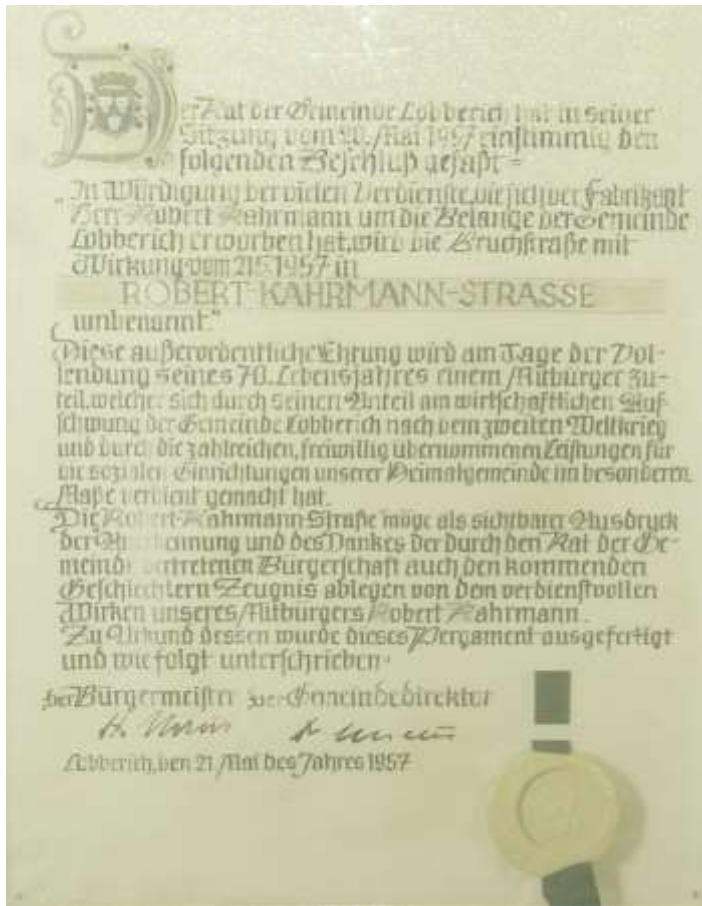 Der Rat der Gemeinde Lobberich hat in seiner
Sitzung vom 20. Mai 1957 einstimmig den
folgenden Beschluß gefaßt =
„In Würdigung der vielen Verdienste, die sich der Fabrikant
Herr Robert Kahrmann um die Belange der Gemeinde
Lobberich erworben hat, wird die Bruchstraße mit
Wirkung vom 21.5.1957 in
ROBERT-KAHRMANN-STRASSE
umbenannt."
Diese außerordentliche Ehrung wird am Tage der Vol-
lendung seines 70. Lebensjahres einem Mitbürger zu-
teil, welcher sich durch seinen Anteil am wirtschaftlichen Auf-
schwung der Gemeinde Lobberich nach dem zweiten Weltkrieg
und durch die zahlreichen, freiwillig übernommenen Leistungen für
die sozialen Einrichtungen unserer Heimatgemeinde im besonderen
Maße verdient gemacht hat.
Die Robert-Kahrmann-Straße möge als sichtbarer Ausdruck
der Anerkennung und des Dankes der durch den Rat der Ge-
meinde vertretenen Bürgerschaft auch den kommenden
Geschlechtern Zeugnis ablegen von dem verdienstvollen
Wirken unseres Mitbürgers Robert Kahrmann.
Zu Urkund dessen wurde dieses Pergament ausgefertigt
und wie folgt unterschrieben:
der Bürgermeister der Gemeindedirektor
Lobberich, den 21. Mai des Jahres 1957